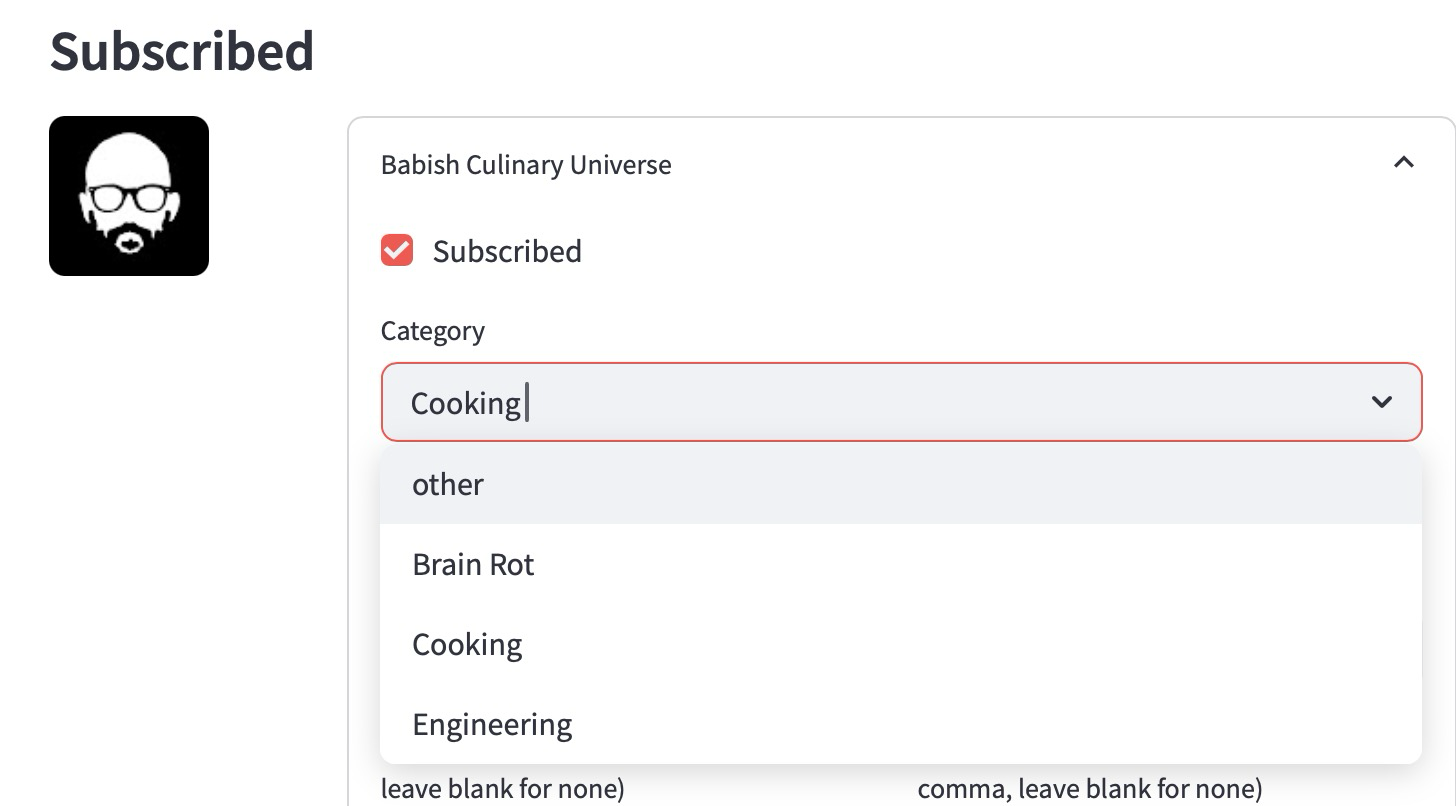 Subscribed
Babish Culinary Universe
Subscribed
Category
Cooking
other
Brain Rot
Cooking
Engineering
leave blank for none)
comma, leave blank for none)